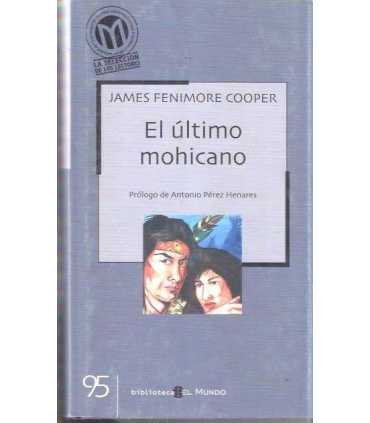 LA SELECCIÓN
DE LOS LECTORES
JAMES FENIMORE COOPER
El último
mohicano
Prólogo de Antonio Pérez Henares
95
biblioteca EL MUNDO